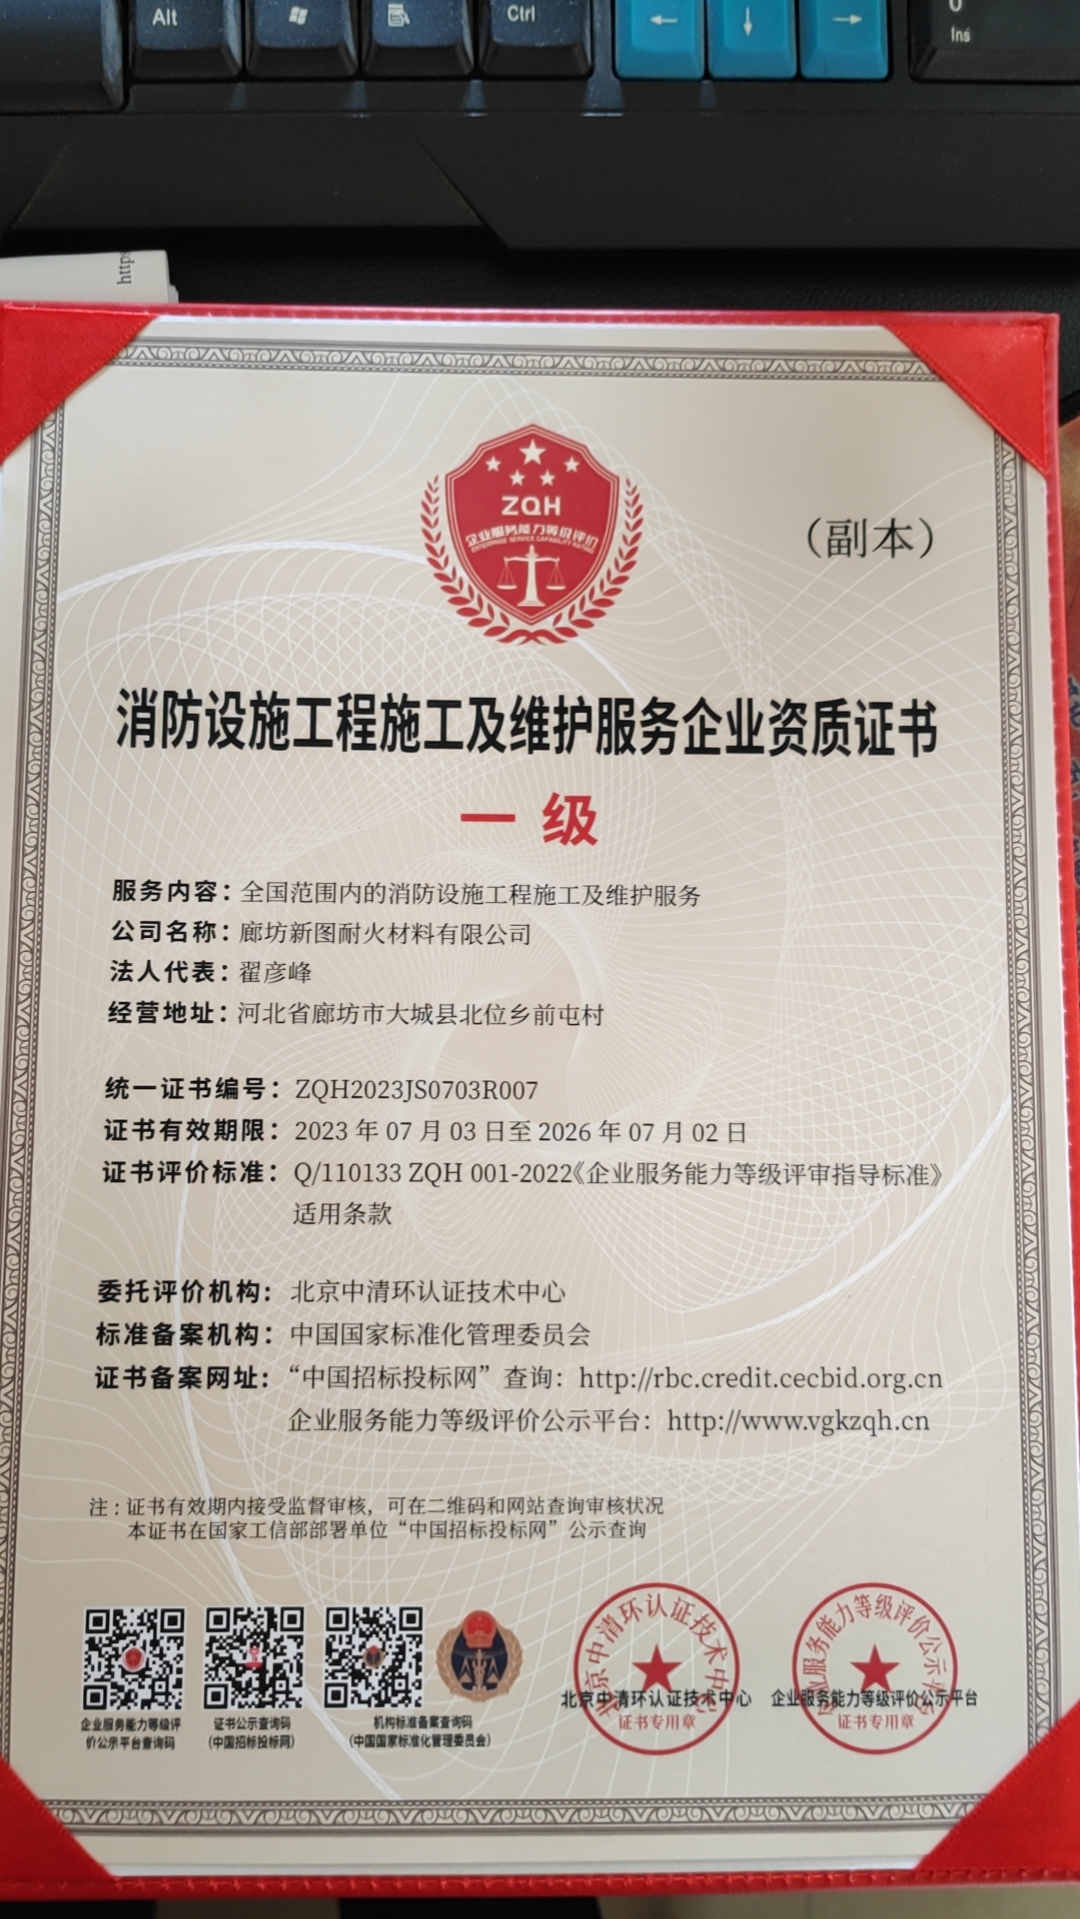 Alt
Ctrl
←
↓
→
0
Ins
https
ZQH
企业服务能力等级评价
ENTERPRISE SERVICE CAPABILITY RATING
（副本）
消防设施工程施工及维护服务企业资质证书
一级
服务内容：全国范围内的消防设施工程施工及维护服务
公司名称：廊坊新图耐火材料有限公司
法人代表：翟彦峰
经营地址：河北省廊坊市大城县北位乡前屯村
统一证书编号：ZQH2023JS0703R007
证书有效期限：2023 年 07 月 03 日至 2026 年 07 月 02 日
证书评价标准：Q/110133 ZQH 001-2022《企业服务能力等级评审指导标准》
适用条款
委托评价机构：北京中清环认证技术中心
标准备案机构：中国国家标准化管理委员会
证书备案网址：“中国招标投标网”查询：http://rbc.credit.cecbid.org.cn
企业服务能力等级评价公示平台：http://www.vgkzqh.cn
注：证书有效期内接受监督审核，可在二维码和网站查询审核状况
本证书在国家工信部部署单位“中国招标投标网”公示查询
企业服务能力等级评
价公示平台查询码
证书公示查询码
(中国招标投标网)
机构标准备案查询码
(中国国家标准化管理委员会)
北京中清环认证技术中心
北京中清环认证技术中心
证书专用章
企业服务能力等级评价公示平台
企业服务能力等级评价公示平台
证书专用章